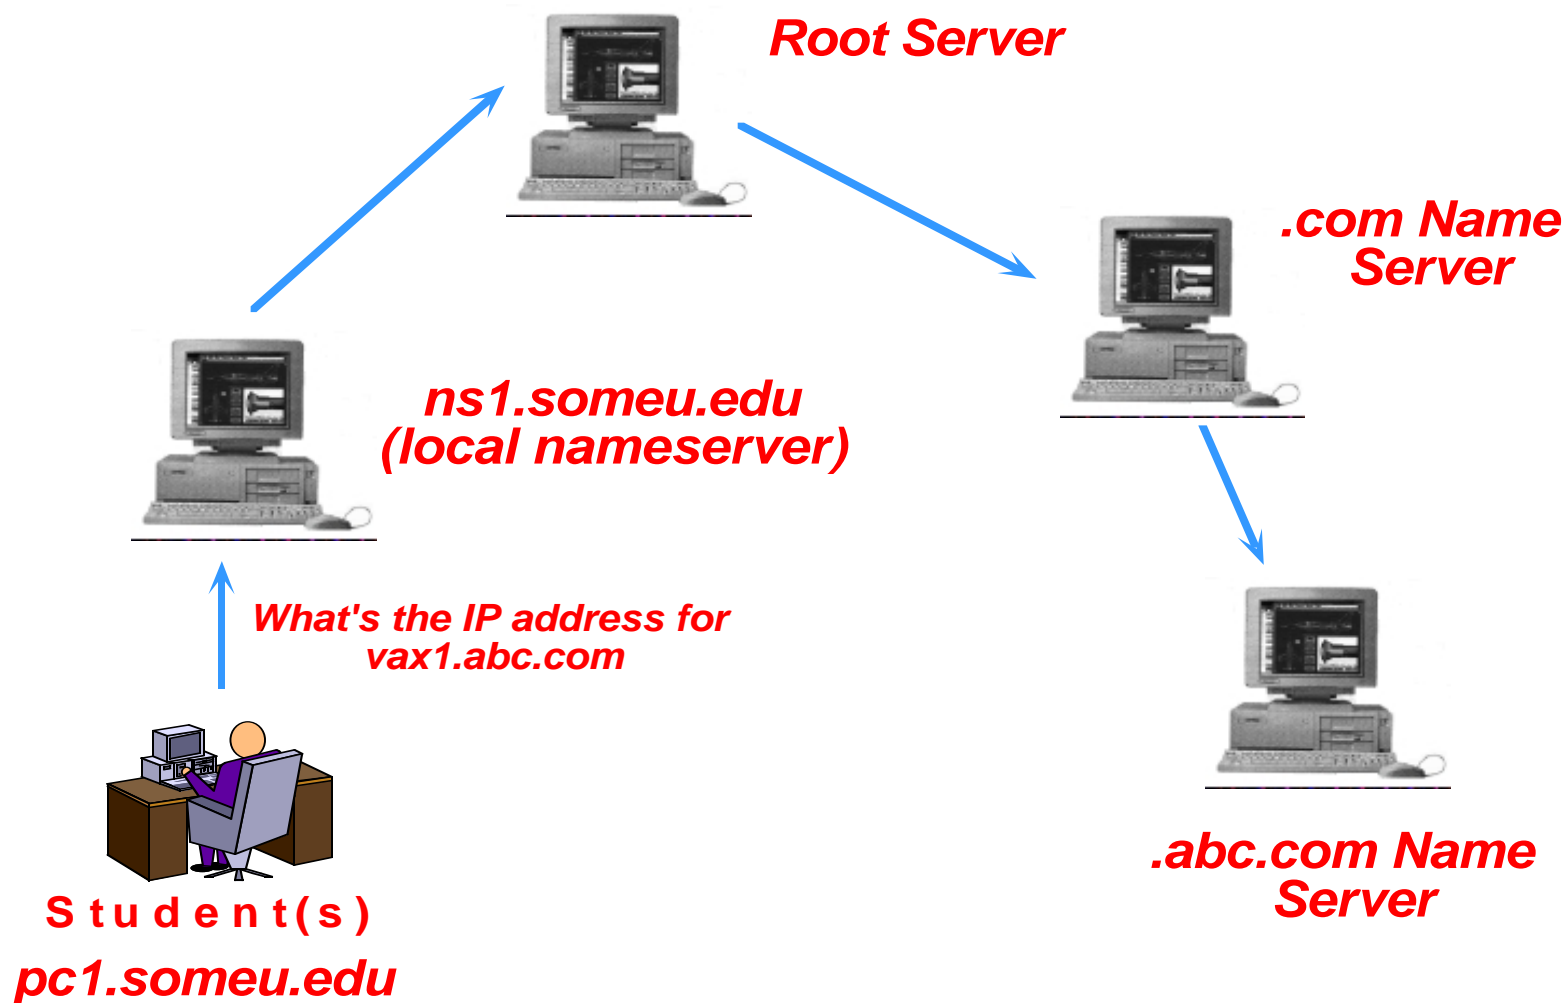 Root Server
.com Name
Server
ns1.someu.edu
(local nameserver)
What's the IP address for
vax1.abc.com
.abc.com Name
Server
Student(s)
pc1.someu.edu